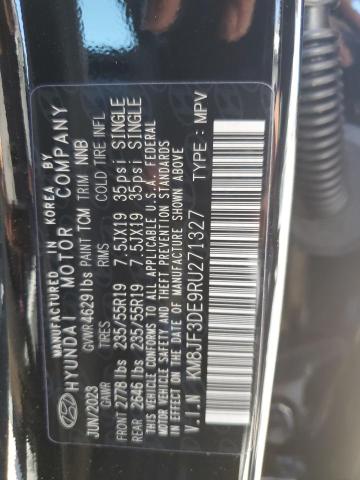 MANUFACTURED IN KOREA BY
HYUNDAI MOTOR COMPANY
GVWR 4629 lbs PAINT TCM TRIM NNB
JUN/2023 GAWR TIRES RIMS COLD TIRE INFL
FRONT 2778 lbs 235/55R19 7.5JX19 35psi SINGLE
REAR 2646 lbs 235/55R19 7.5JX19 35psi SINGLE
THIS VEHICLE CONFORMS TO ALL APPLICABLE U.S.A. FEDERAL
MOTOR VEHICLE SAFETY, BUMPER, AND THEFT PREVENTION
STANDARDS IN EFFECT ON THE DATE OF MANUFACTURE SHOWN ABOVE.
V.I.N : KM8JF3DE9RU271327 TYPE : MPV